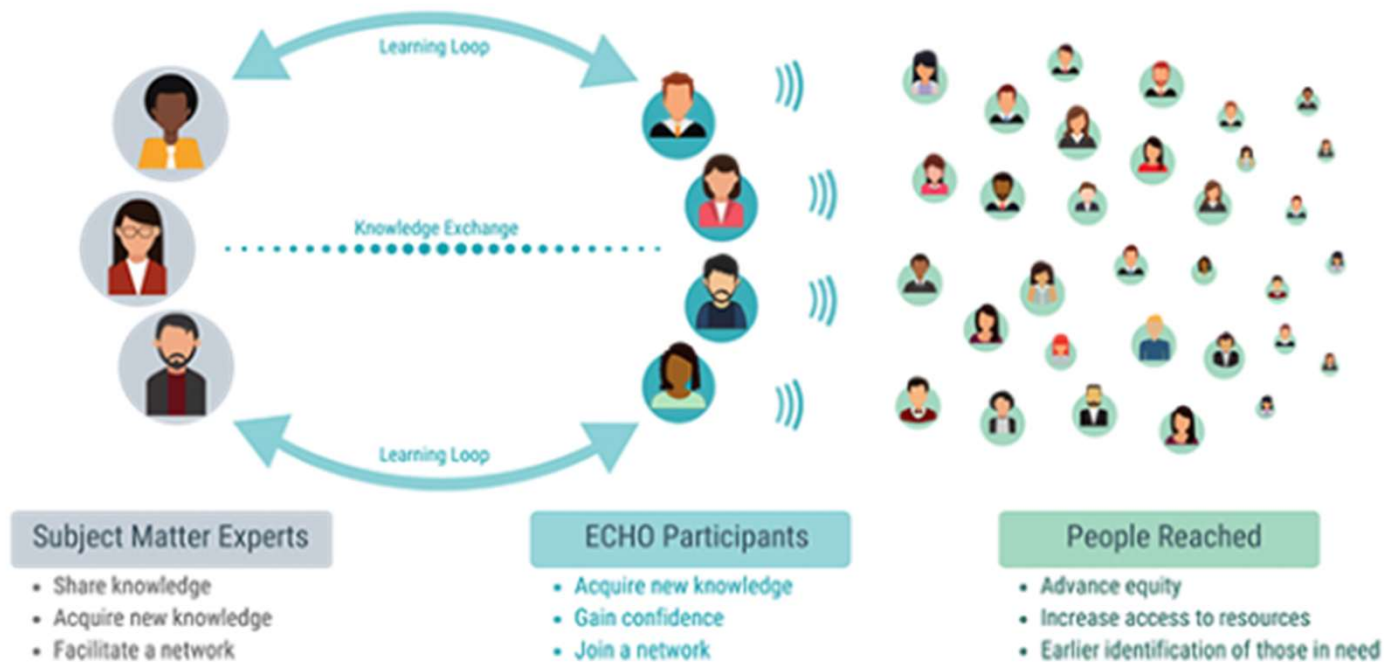 Learning Loop
Knowledge Exchange
Learning Loop
Subject Matter Experts
• Share knowledge
• Acquire new knowledge
• Facilitate a network
ECHO Participants
• Acquire new knowledge
• Gain confidence
• Join a network
People Reached
• Advance equity
• Increase access to resources
• Earlier identification of those in need